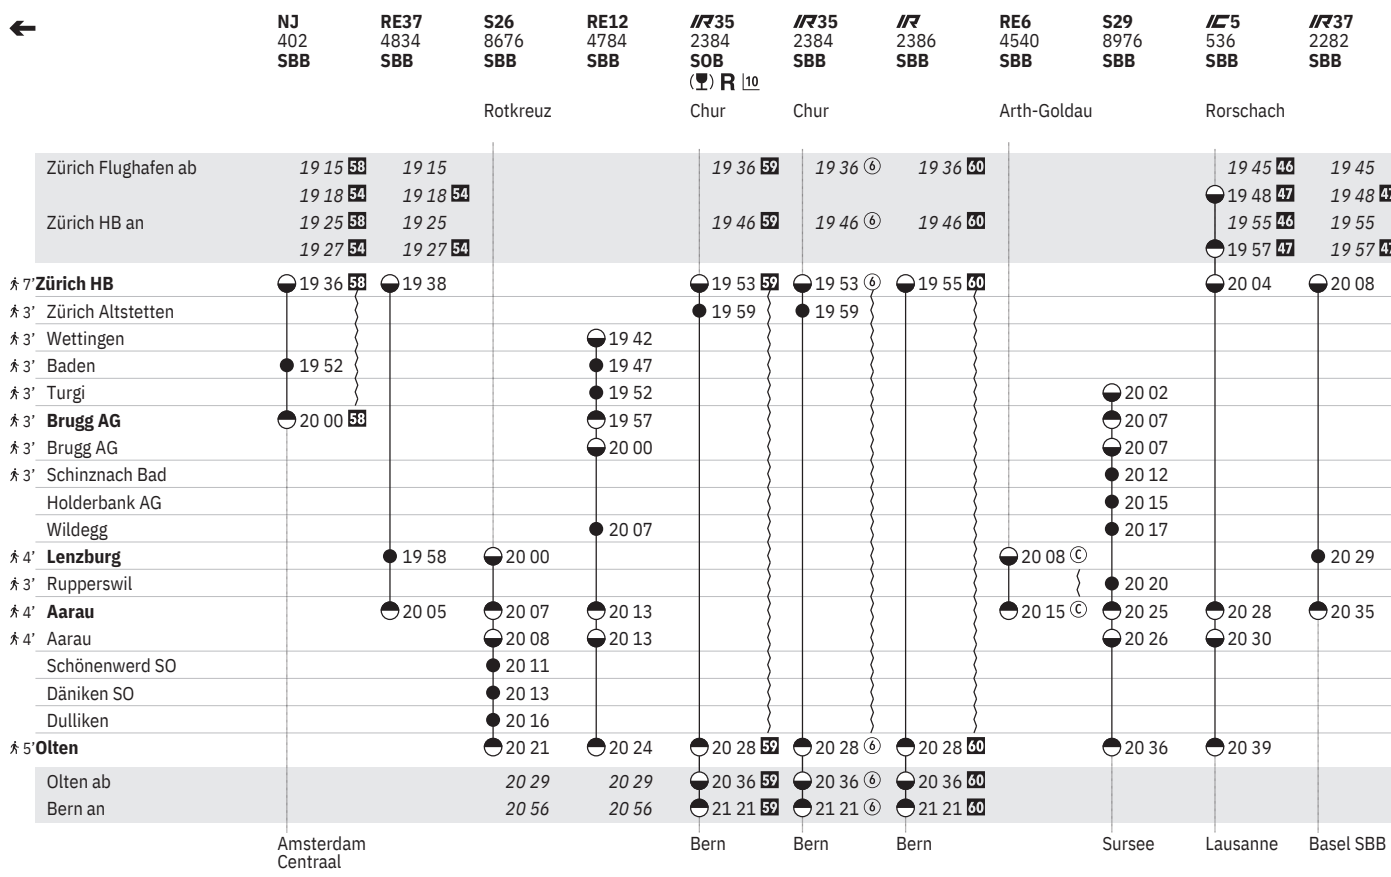 NJ RE37 S26 RE12 IR35 IR35 IR RE6 S29 IC5 IR37
402 4834 8676 4784 2384 2384 2386 4540 8976 536 2282
SBB SBB SBB SBB SOB SBB SBB SBB SBB SBB SBB
R 10
Rotkreuz Chur Chur Arth-Goldau Rorschach
Zürich Flughafen ab 19 15 58 19 15 19 36 59 19 36 6 19 36 60 19 45 46 19 45
19 18 54 19 18 54 19 48 47 19 48 47
Zürich HB an 19 25 58 19 25 19 46 59 19 46 6 19 46 60 19 55 46 19 55
19 27 54 19 27 54 19 57 47 19 57 47
7’ Zürich HB 19 36 58 19 38 19 53 59 19 53 6 19 55 60 20 04 20 08
3’ Zürich Altstetten 19 59 19 59
3’ Wettingen 19 42
3’ Baden 19 52 19 47
3’ Turgi 19 52 20 02
3’ Brugg AG 20 00 58 19 57 20 07
3’ Brugg AG 20 00 20 07
3’ Schinznach Bad 20 12
Holderbank AG 20 15
Wildegg 20 07 20 17
4’ Lenzburg 19 58 20 00 20 08 C 20 29
3’ Rupperswil 20 20
4’ Aarau 20 05 20 07 20 13 20 15 C 20 25 20 28 20 35
4’ Aarau 20 08 20 13 20 26 20 30
Schönenwerd SO 20 11
Däniken SO 20 13
Dulliken 20 16
5’ Olten 20 21 20 24 20 28 59 20 28 6 20 28 60 20 36 20 39
Olten ab 20 29 20 29 20 36 59 20 36 6 20 36 60
Bern an 20 56 20 56 21 21 59 21 21 6 21 21 60
Amsterdam Bern Bern Bern Sursee Lausanne Basel SBB
Centraal